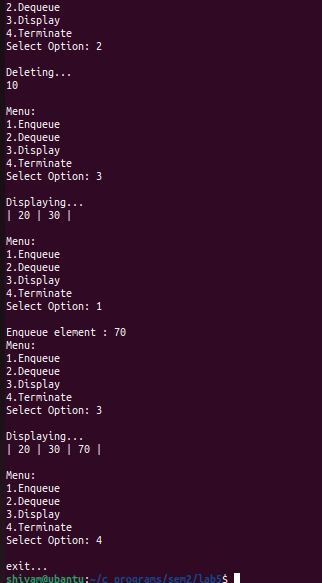 2.Dequeue
3.Display
4.Terminate
Select Option: 2
Deleting...
10
Menu:
1.Enqueue
2.Dequeue
3.Display
4.Terminate
Select Option: 3
Displaying...
| 20 | 30 |
Menu:
1.Enqueue
2.Dequeue
3.Display
4.Terminate
Select Option: 1
Enqueue element : 70
Menu:
1.Enqueue
2.Dequeue
3.Display
4.Terminate
Select Option: 3
Displaying...
| 20 | 30 | 70 |
Menu:
1.Enqueue
2.Dequeue
3.Display
4.Terminate
Select Option: 4
exit...
shivam@ubantu:~/c programs/sem2/lab5$